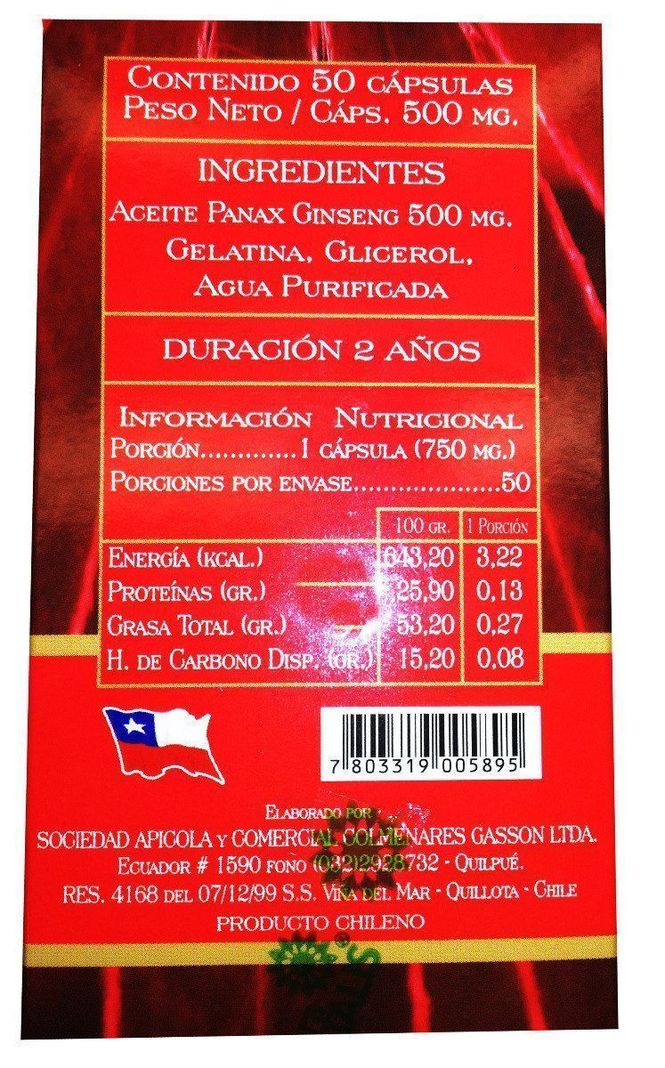 CONTENIDO 50 CÁPSULAS
PESO NETO / CÁPS. 500 MG.
INGREDIENTES
ACEITE PANAX GINSENG 500 MG.
GELATINA, GLICEROL,
AGUA PURIFICADA
DURACIÓN 2 AÑOS
INFORMACIÓN NUTRICIONAL
PORCIÓN.............1 CÁPSULA (750 MG.)
PORCIONES POR ENVASE.....................50
100 GR. 1 PORCIÓN
ENERGÍA (KCAL.) 643,20 3,22
PROTEÍNAS (GR.) 25,90 0,13
GRASA TOTAL (GR.) 53,20 0,27
H. DE CARBONO DISP. (GR.) 15,20 0,08
7 803319 005895
ELABORADO POR
SOCIEDAD APICOLA Y COMERCIAL COLMENARES GASSON LTDA.
ECUADOR # 1590 FONO (032)2928732 - QUILPUÉ.
RES. 4168 DEL 07/12/99 S.S. VIÑA DEL MAR - QUILLOTA - CHILE
PRODUCTO CHILENO